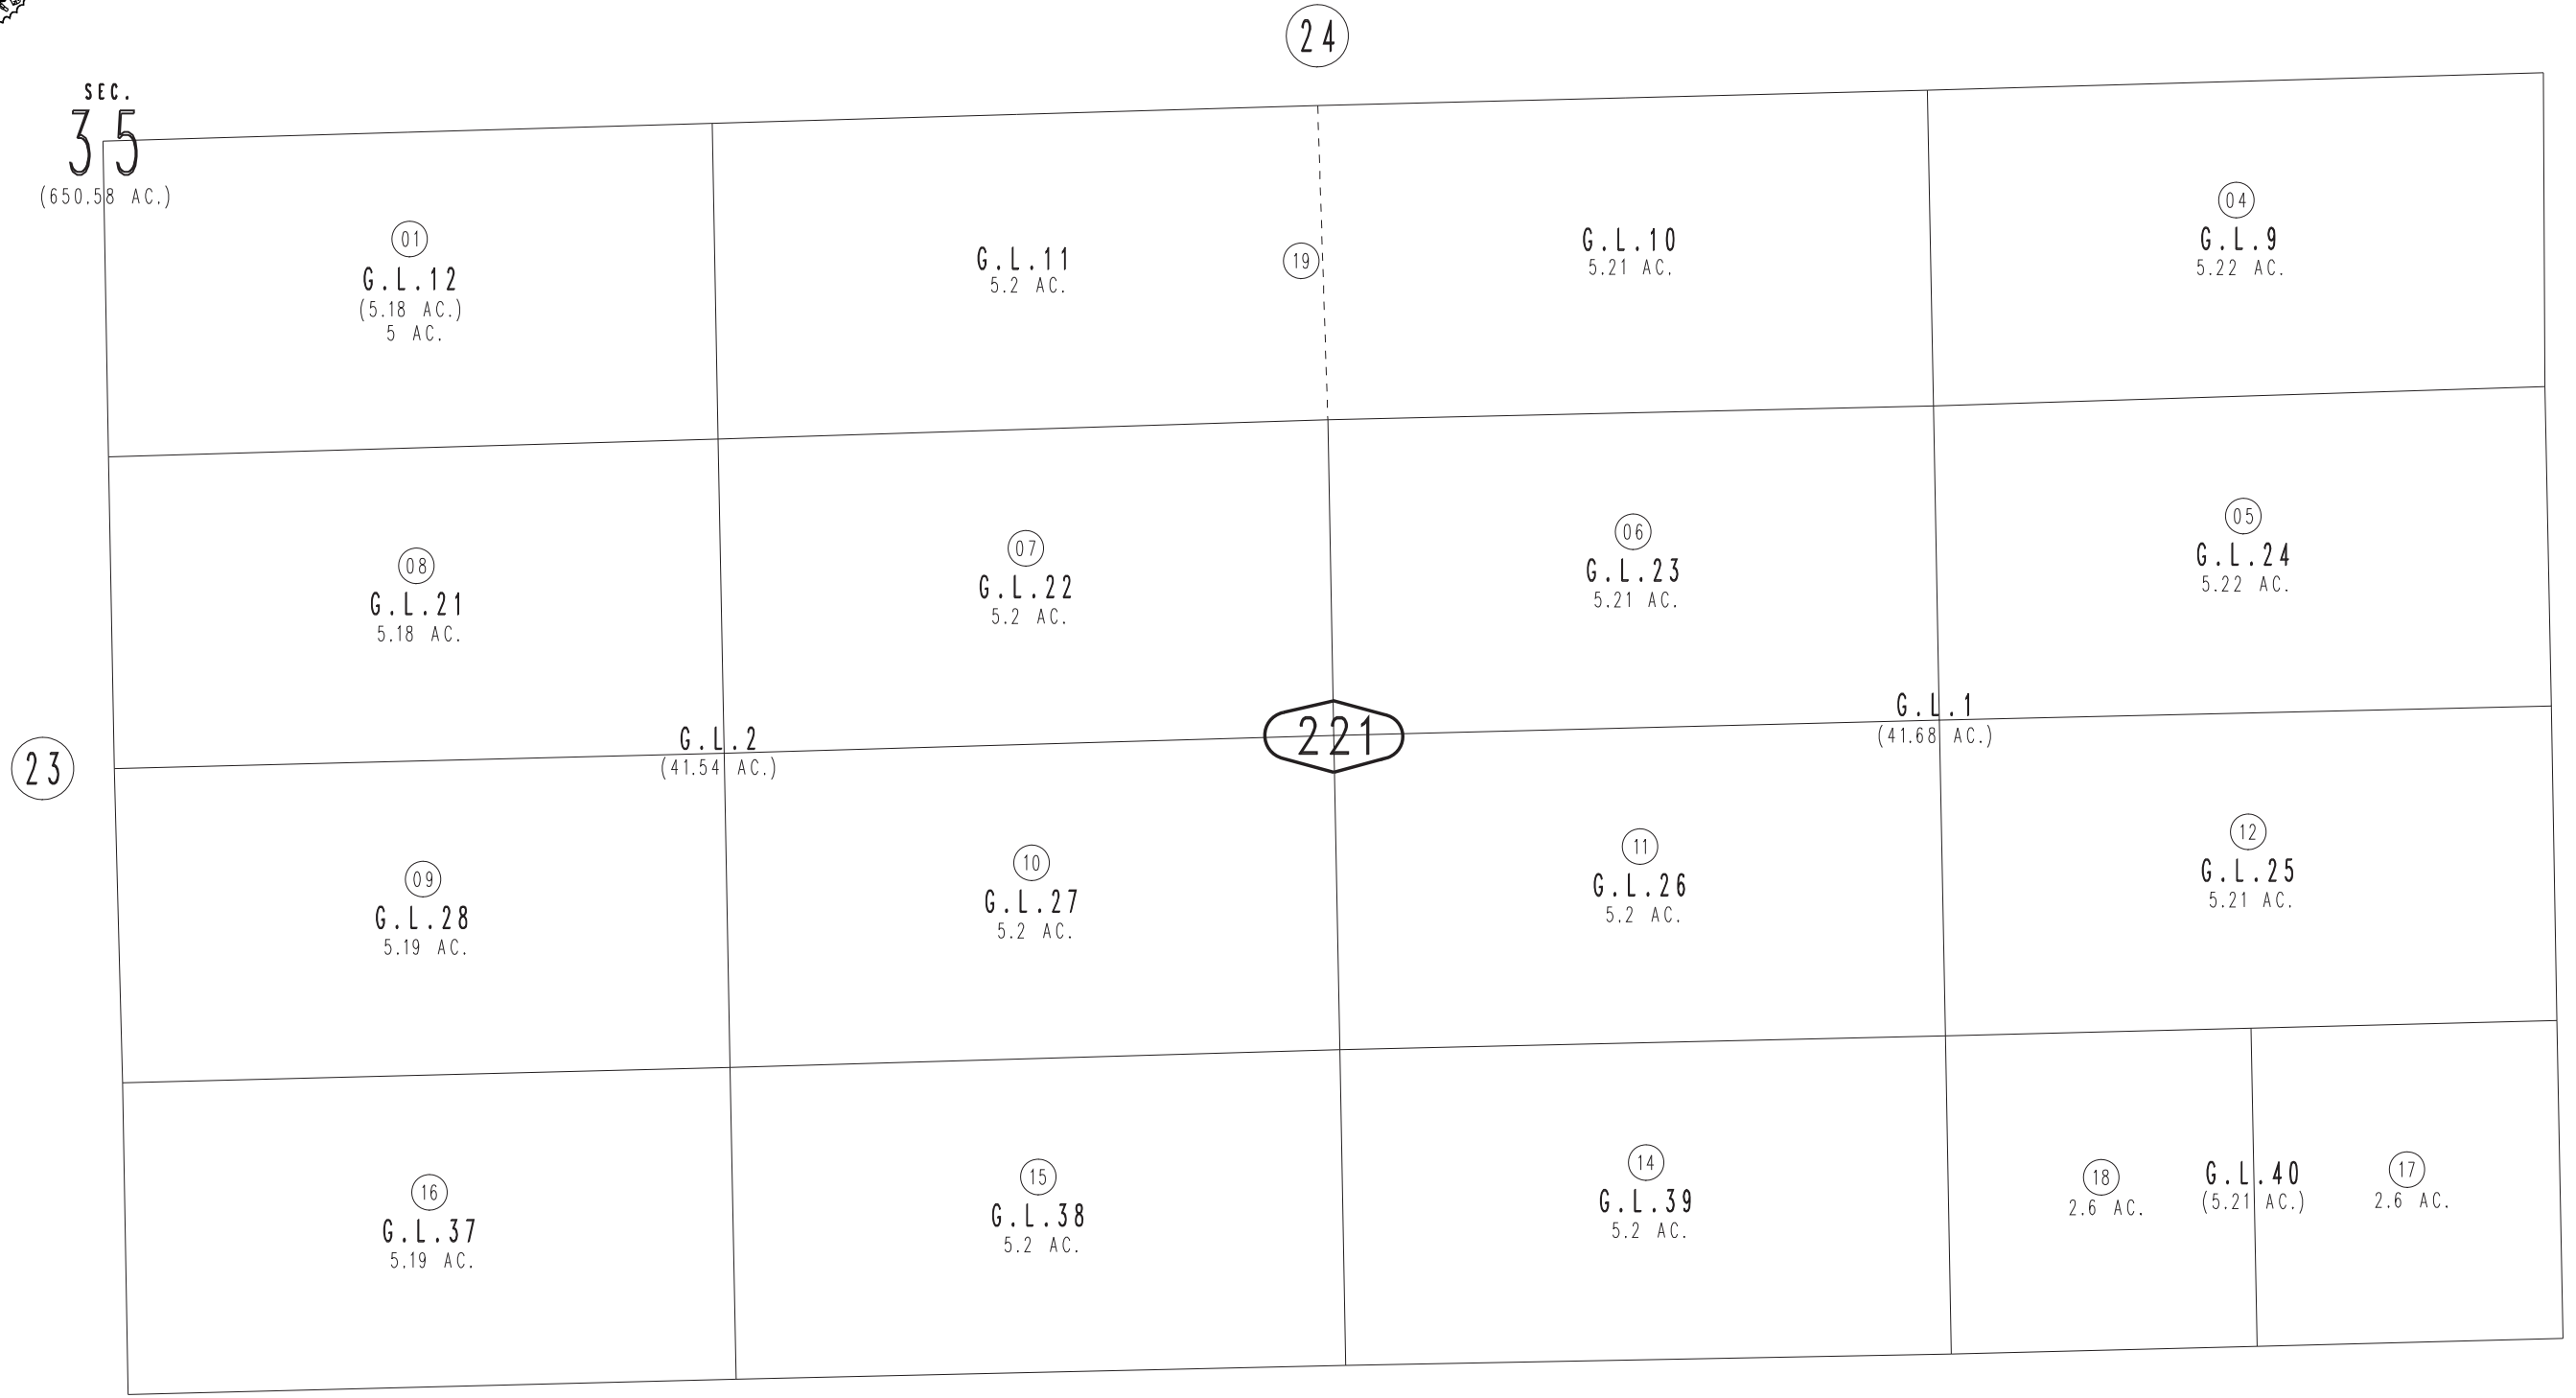 24
SEC.
35
(650.58 AC.)
01
G.L.12
(5.18 AC.)
5 AC.
G.L.11
5.2 AC.
19
G.L.10
5.21 AC.
04
G.L.9
5.22 AC.
08
G.L.21
5.18 AC.
07
G.L.22
5.2 AC.
06
G.L.23
5.21 AC.
05
G.L.24
5.22 AC.
23
G.L.2
(41.54 AC.)
221
G.L.1
(41.68 AC.)
09
G.L.28
5.19 AC.
10
G.L.27
5.2 AC.
11
G.L.26
5.2 AC.
12
G.L.25
5.21 AC.
16
G.L.37
5.19 AC.
15
G.L.38
5.2 AC.
14
G.L.39
5.2 AC.
18
2.6 AC.
G.L.40
(5.21 AC.)
17
2.6 AC.